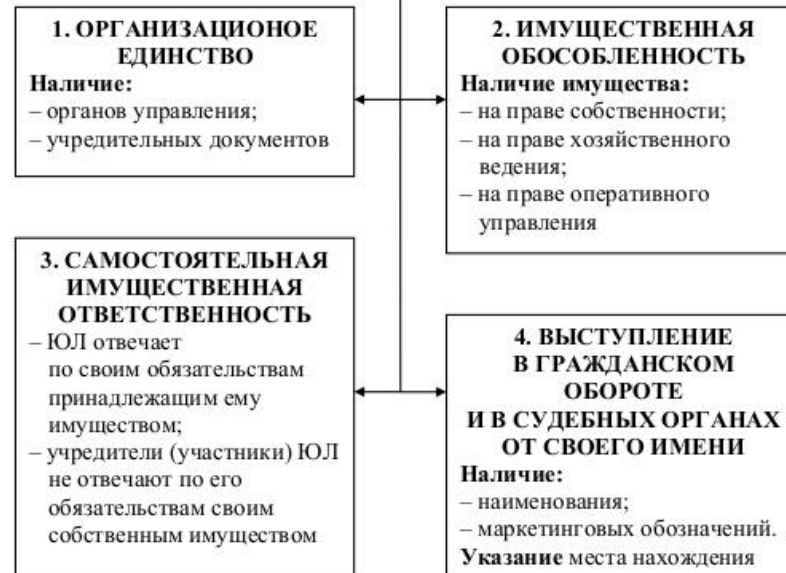 1. ОРГАНИЗАЦИОНОЕ
ЕДИНСТВО
Наличие:
– органов управления;
– учредительных документов
2. ИМУЩЕСТВЕННАЯ
ОБОСОБЛЕННОСТЬ
Наличие имущества:
– на праве собственности;
– на праве хозяйственного
ведения;
– на праве оперативного
управления
3. САМОСТОЯТЕЛЬНАЯ
ИМУЩЕСТВЕННАЯ
ОТВЕТСТВЕННОСТЬ
– ЮЛ отвечает
по своим обязательствам
принадлежащим ему
имуществом;
– учредители (участники) ЮЛ
не отвечают по его
обязательствам своим
собственным имуществом
4. ВЫСТУПЛЕНИЕ
В ГРАЖДАНСКОМ
ОБОРОТЕ
И В СУДЕБНЫХ ОРГАНАХ
ОТ СВОЕГО ИМЕНИ
Наличие:
– наименования;
– маркетинговых обозначений.
Указание места нахождения